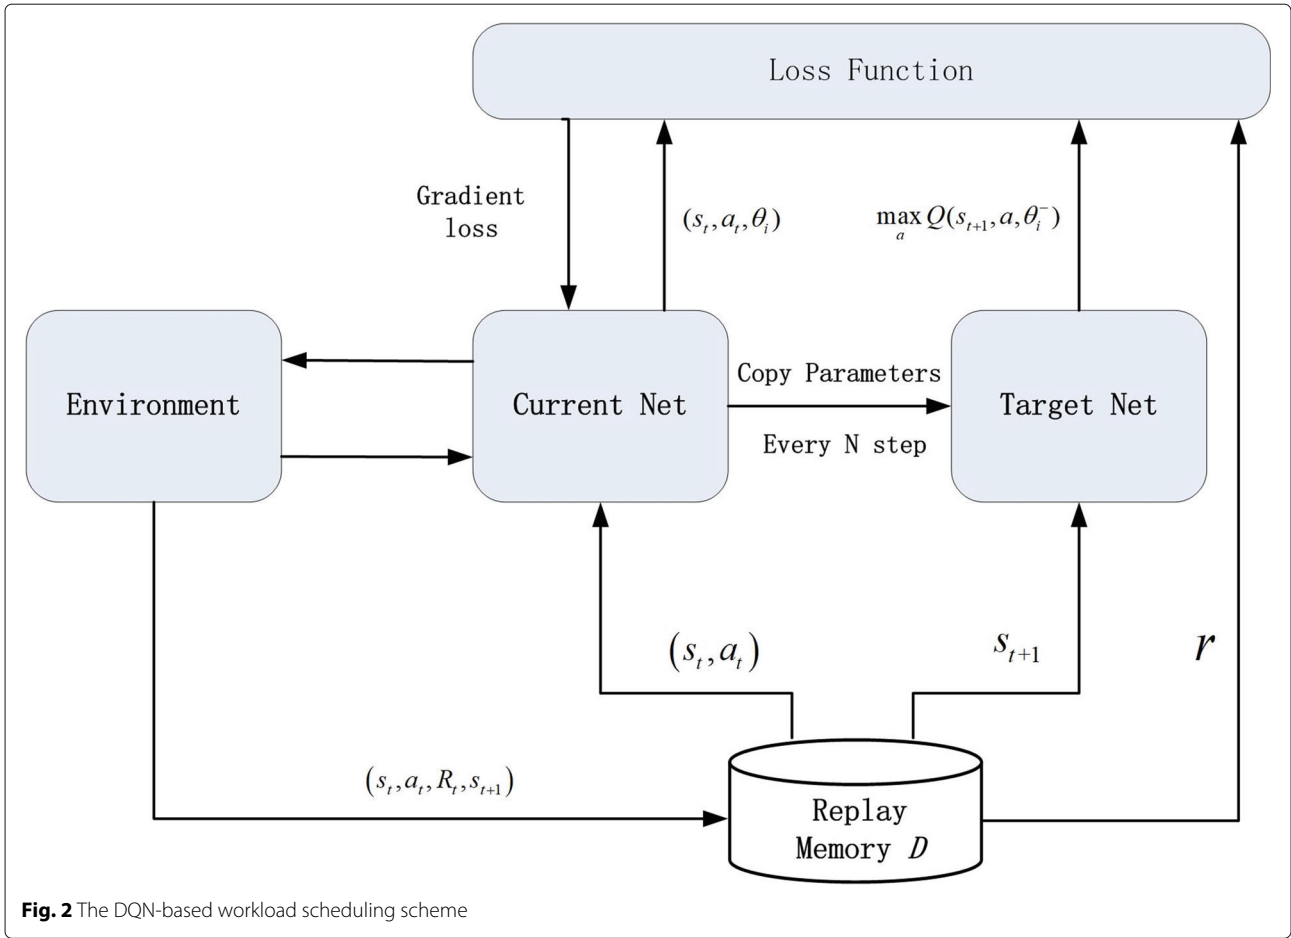 Loss Function
Gradient
loss
(s_t, a_t, θ_i)
max_a Q(s_{t+1}, a, θ_i^−)
Environment
Current Net
Copy Parameters
Every N step
Target Net
(s_t, a_t)
s_{t+1}
r
(s_t, a_t, R_t, s_{t+1})
Replay
Memory D
Fig. 2 The DQN-based workload scheduling scheme